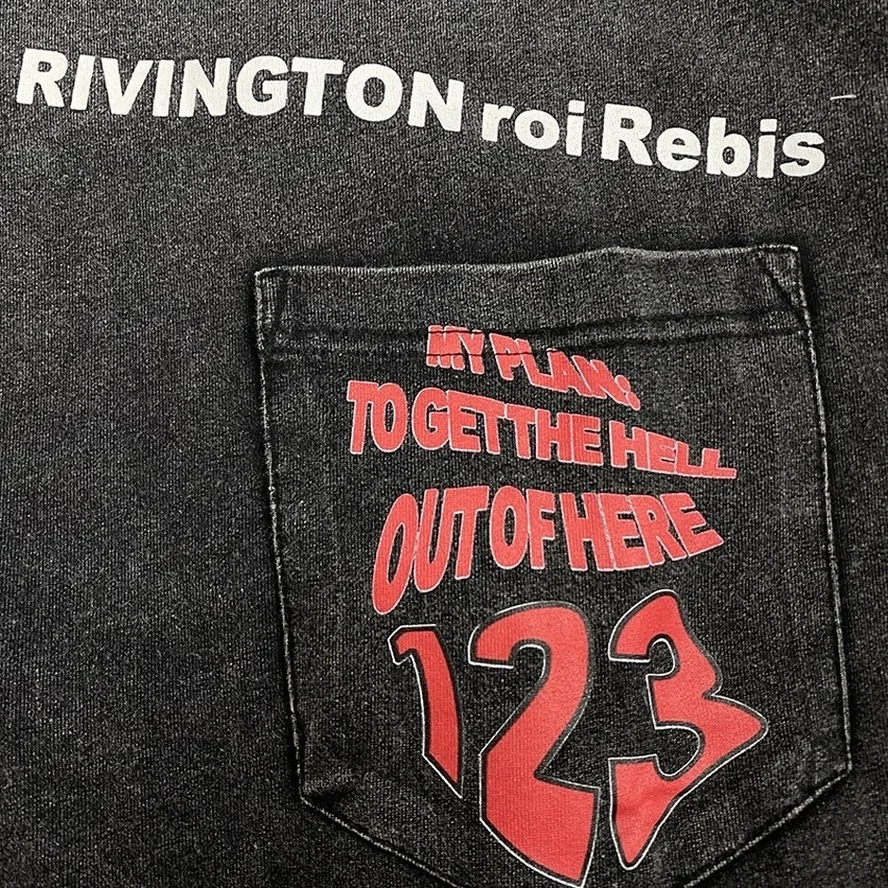 RIVINGTON roi Rebis
MY PLAN:
TO GET THE HELL
OUT OF HERE
123